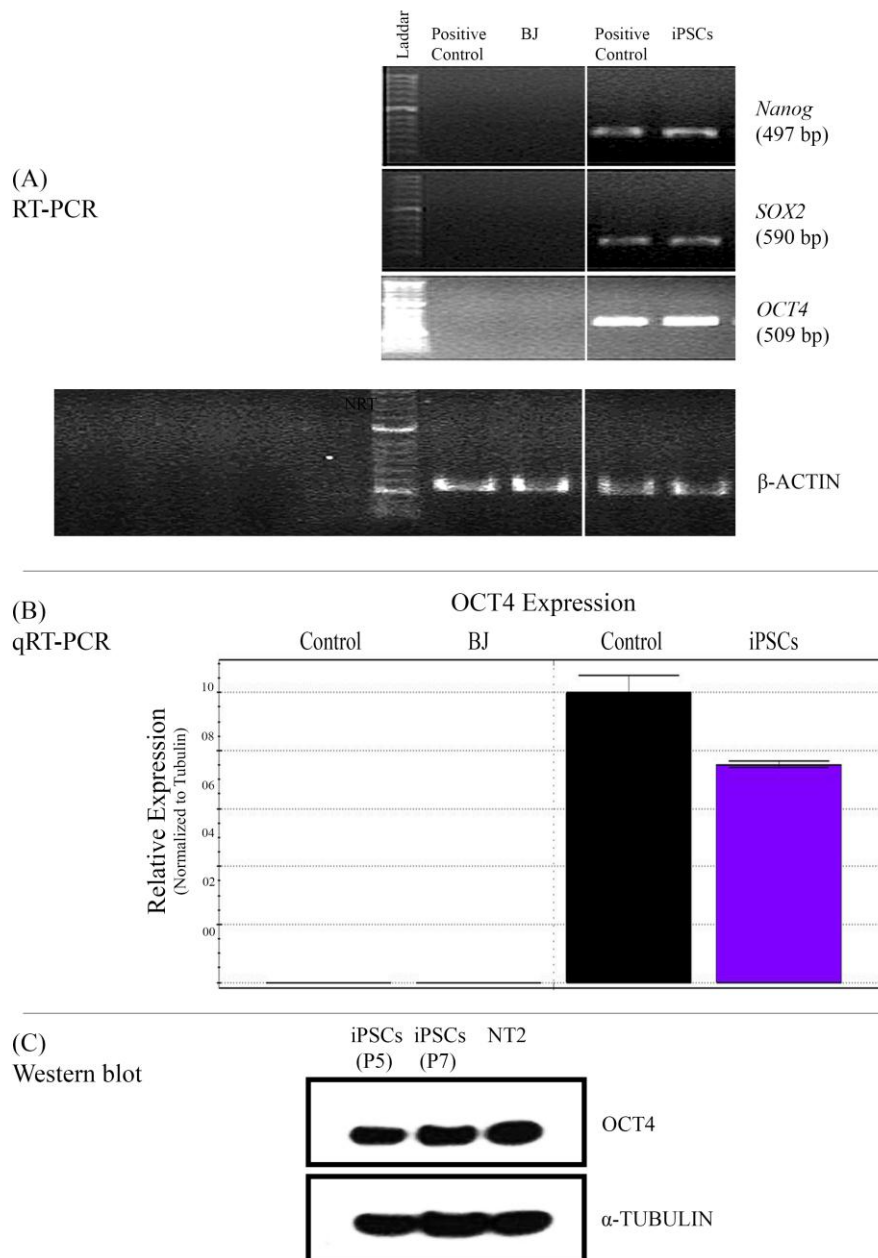 Laddar
Positive
Control
BJ
Positive
Control
iPSCs
Nanog
(497 bp)
(A)
RT-PCR
SOX2
(590 bp)
OCT4
(509 bp)
NRT
β-ACTIN
(B)
qRT-PCR
OCT4 Expression
Control
BJ
Control
iPSCs
Relative Expression
(Normalized to Tubulin)
10
08
06
04
02
00
(C)
Western blot
iPSCs
(P5)
iPSCs
(P7)
NT2
OCT4
α-TUBULIN